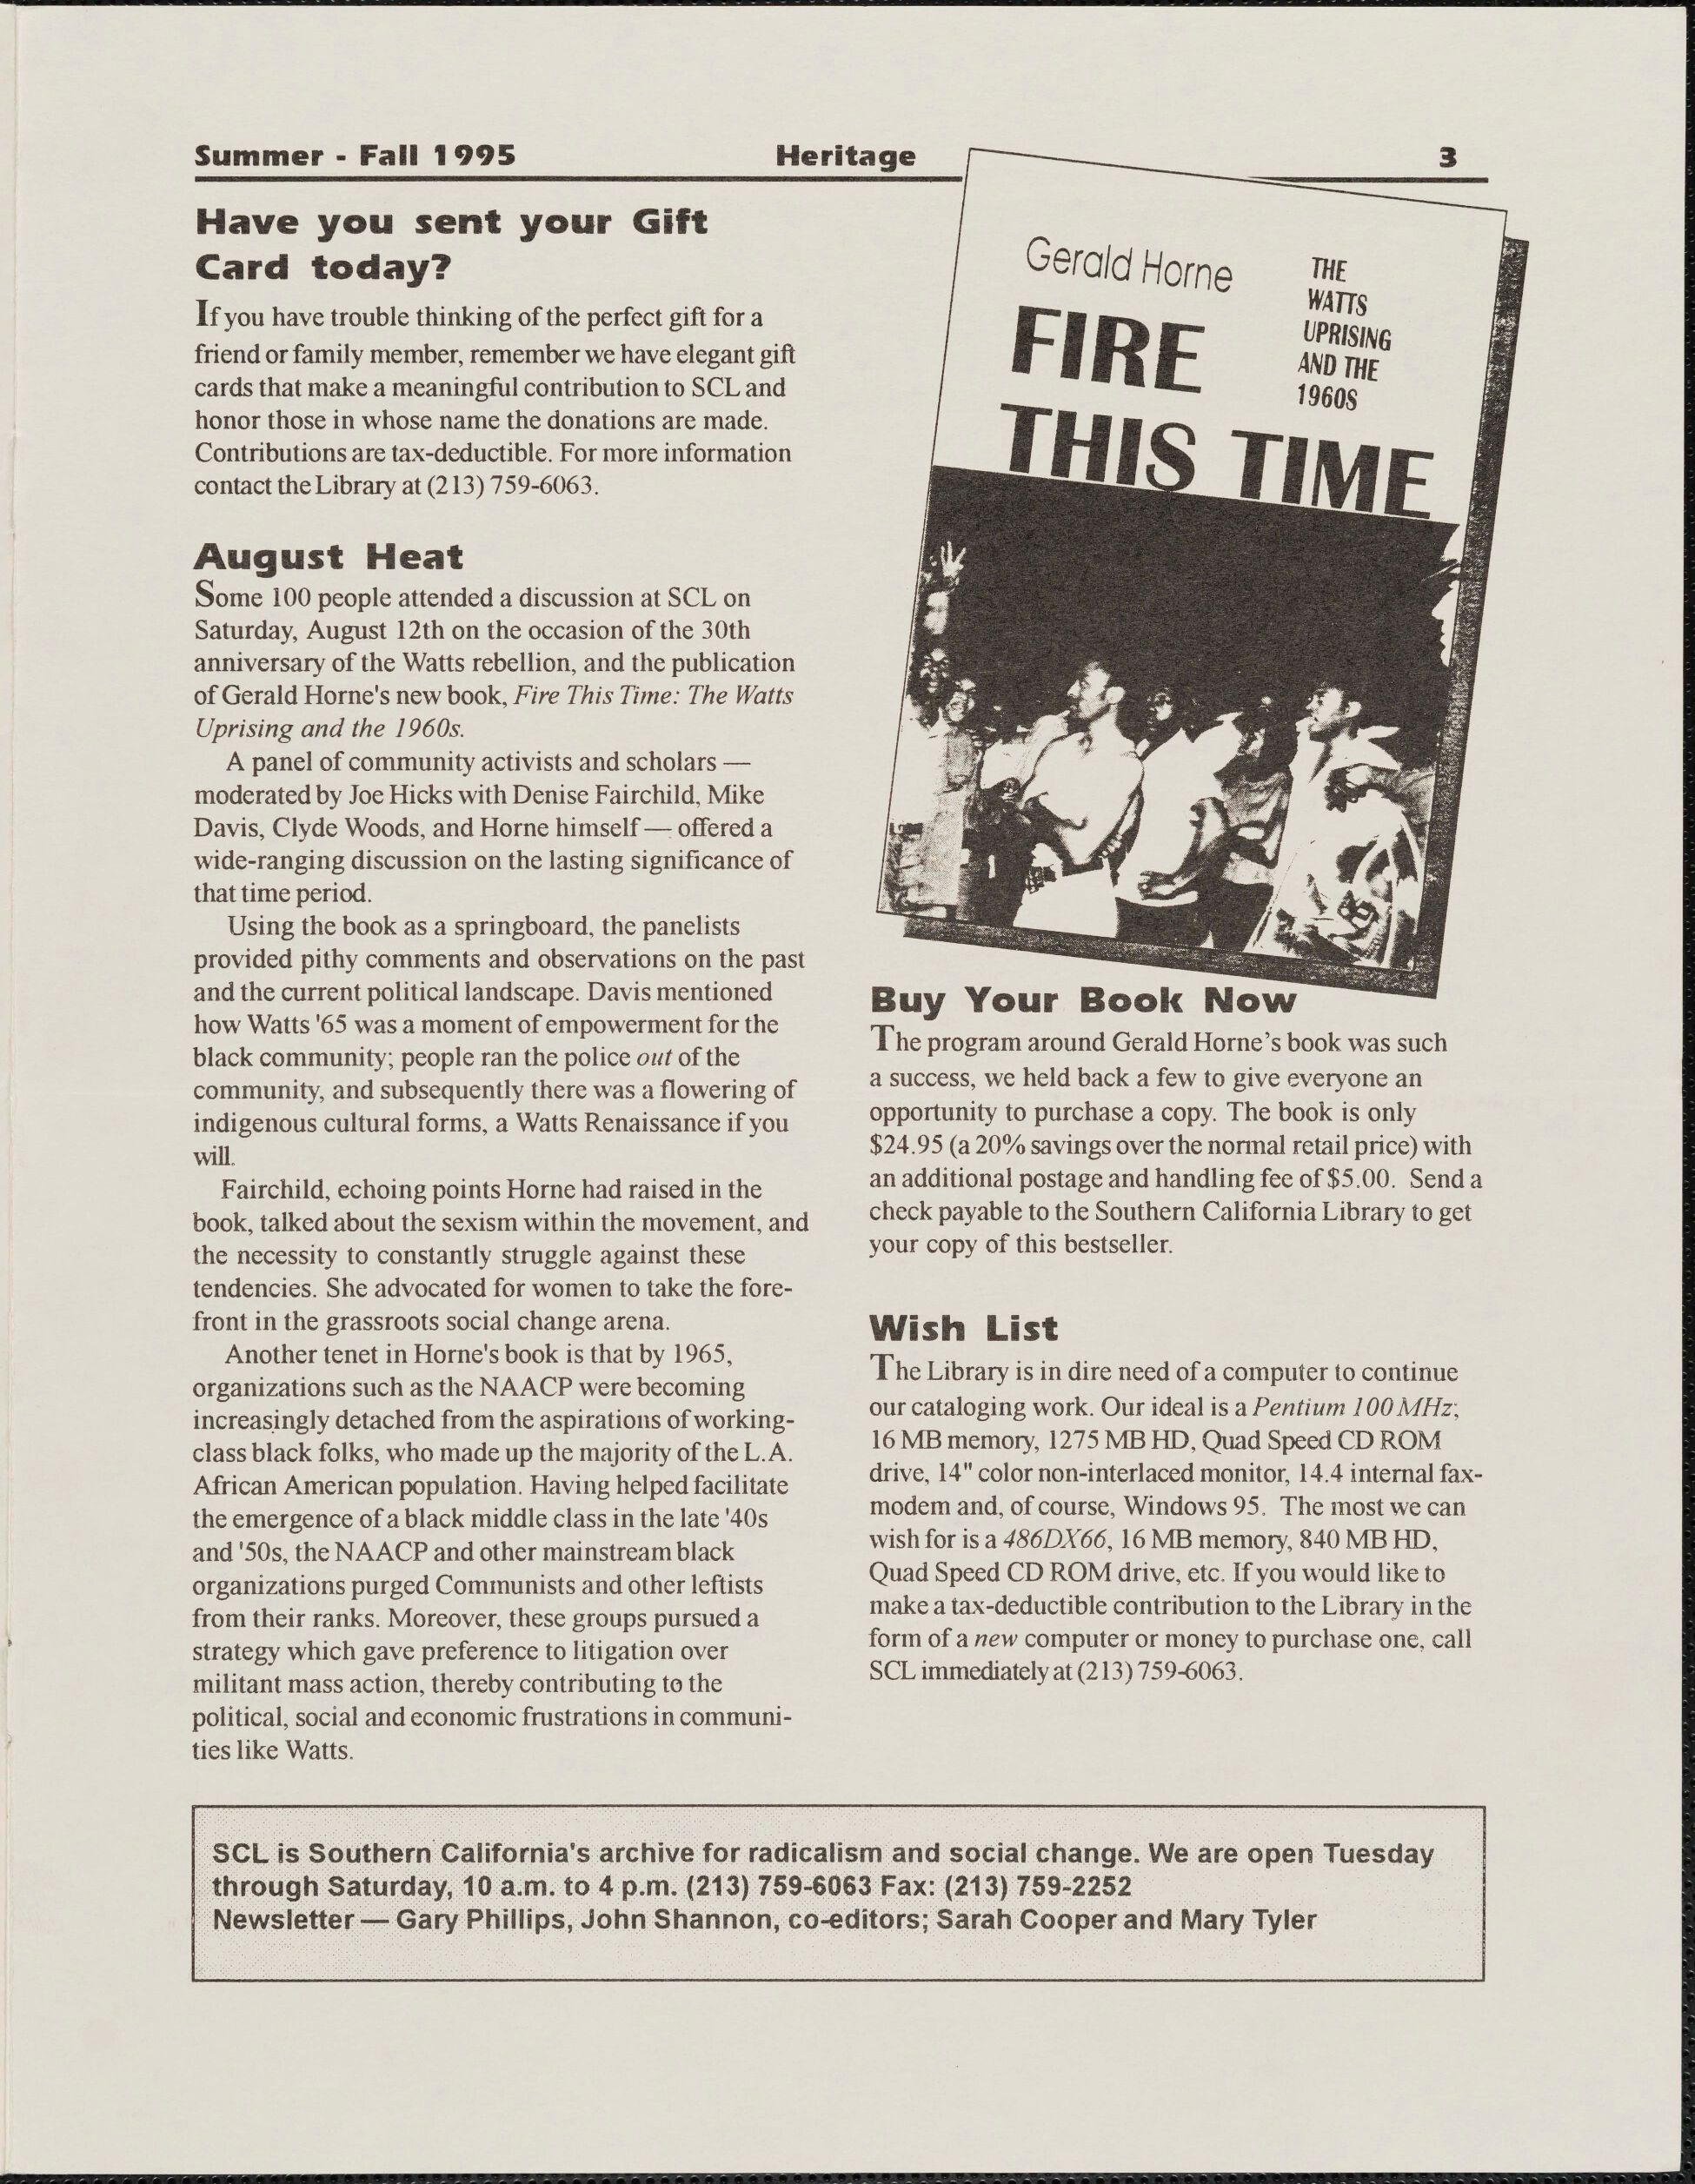 Summer - Fall 1995 Heritage 3
Have you sent your Gift
Card today?
If you have trouble thinking of the perfect gift for a
friend or family member, remember we have elegant gift
cards that make a meaningful contribution to SCL and
honor those in whose name the donations are made.
Contributions are tax-deductible. For more information
contact the Library at (213) 759-6063.
August Heat
Some 100 people attended a discussion at SCL on
Saturday, August 12th on the occasion of the 30th
anniversary of the Watts rebellion, and the publication
of Gerald Horne's new book, Fire This Time: The Watts
Uprising and the 1960s.
A panel of community activists and scholars —
moderated by Joe Hicks with Denise Fairchild, Mike
Davis, Clyde Woods, and Horne himself — offered a
wide-ranging discussion on the lasting significance of
that time period.
Using the book as a springboard, the panelists
provided pithy comments and observations on the past
and the current political landscape. Davis mentioned
how Watts '65 was a moment of empowerment for the
black community; people ran the police out of the
community, and subsequently there was a flowering of
indigenous cultural forms, a Watts Renaissance if you
will.
Fairchild, echoing points Horne had raised in the
book, talked about the sexism within the movement, and
the necessity to constantly struggle against these
tendencies. She advocated for women to take the fore-
front in the grassroots social change arena.
Another tenet in Horne's book is that by 1965,
organizations such as the NAACP were becoming
increasingly detached from the aspirations of working-
class black folks, who made up the majority of the L.A.
African American population. Having helped facilitate
the emergence of a black middle class in the late '40s
and '50s, the NAACP and other mainstream black
organizations purged Communists and other leftists
from their ranks. Moreover, these groups pursued a
strategy which gave preference to litigation over
militant mass action, thereby contributing to the
political, social and economic frustrations in communi-
ties like Watts.
Gerald Horne
FIRE
THIS TIME
THE
WATTS
UPRISING
AND THE
1960S
Buy Your Book Now
The program around Gerald Horne's book was such
a success, we held back a few to give everyone an
opportunity to purchase a copy. The book is only
$24.95 (a 20% savings over the normal retail price) with
an additional postage and handling fee of $5.00. Send a
check payable to the Southern California Library to get
your copy of this bestseller.
Wish List
The Library is in dire need of a computer to continue
our cataloging work. Our ideal is a Pentium 100 MHz;
16 MB memory, 1275 MB HD, Quad Speed CD ROM
drive, 14" color non-interlaced monitor, 14.4 internal fax-
modem and, of course, Windows 95. The most we can
wish for is a 486DX66, 16 MB memory, 840 MB HD,
Quad Speed CD ROM drive, etc. If you would like to
make a tax-deductible contribution to the Library in the
form of a new computer or money to purchase one, call
SCL immediately at (213) 759-6063.
SCL is Southern California's archive for radicalism and social change. We are open Tuesday
through Saturday, 10 a.m. to 4 p.m. (213) 759-6063 Fax: (213) 759-2252
Newsletter — Gary Phillips, John Shannon, co-editors; Sarah Cooper and Mary Tyler